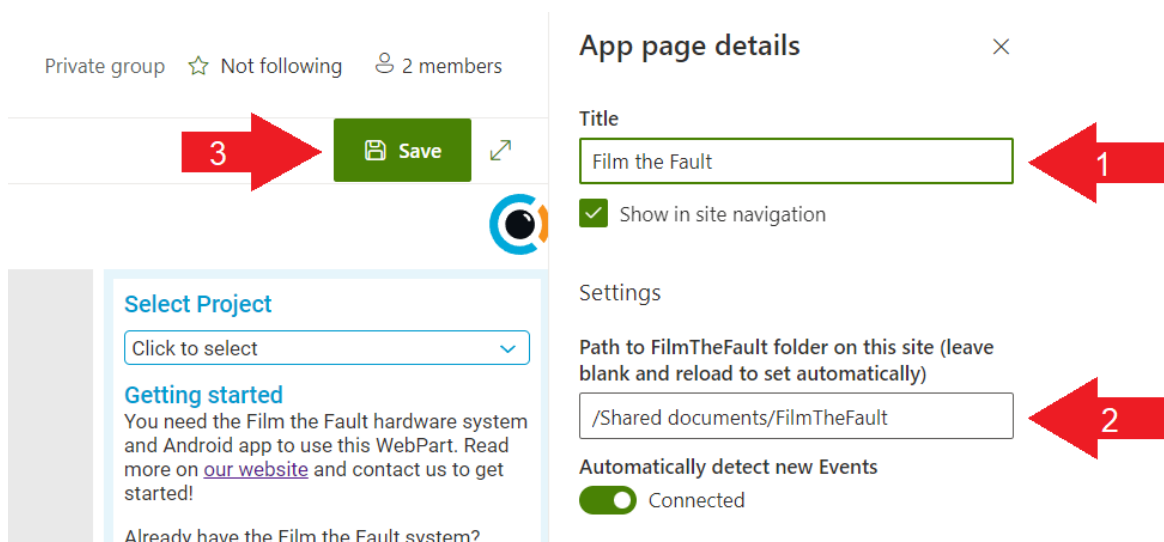 Private group Not following 2 members
3
Save
Select Project
Click to select
Getting started
You need the Film the Fault hardware system
and Android app to use this WebPart. Read
more on our website and contact us to get
started!
Already have the Film the Fault system?
App page details
Title
Film the Fault
1
Show in site navigation
Settings
Path to FilmTheFault folder on this site (leave
blank and reload to set automatically)
/Shared documents/FilmTheFault
2
Automatically detect new Events
Connected